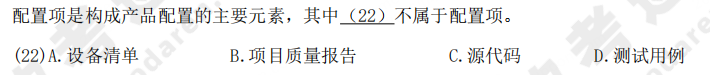 配置项是构成产品配置的主要元素，其中（22）不属于配置项。
(22)A.设备清单 B.项目质量报告 C.源代码 D.测试用例